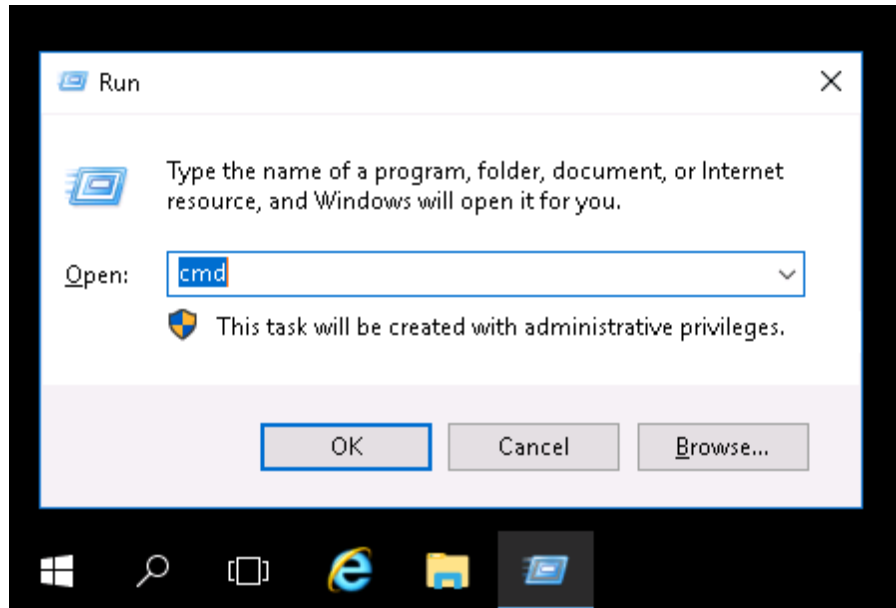 Run
Type the name of a program, folder, document, or Internet
resource, and Windows will open it for you.
Open: cmd
This task will be created with administrative privileges.
OK Cancel Browse...